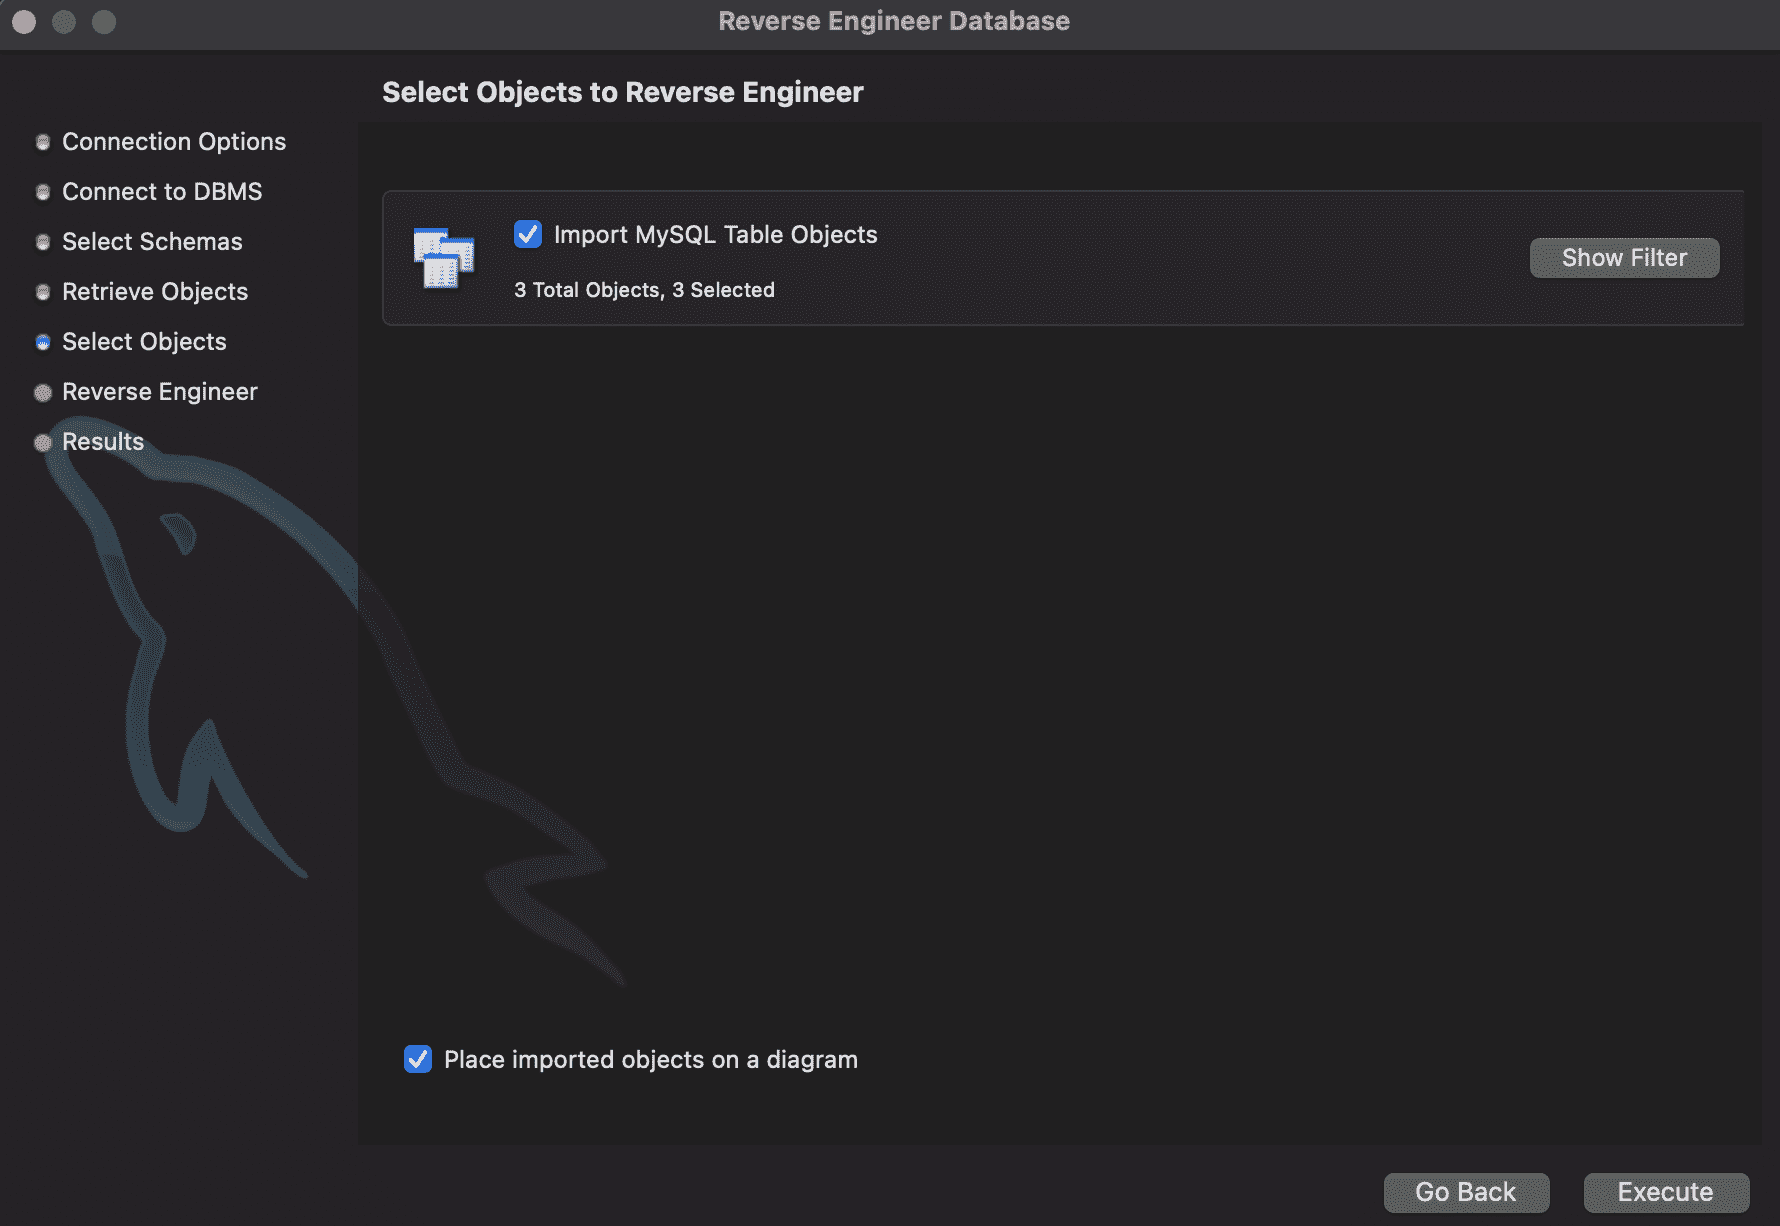 Reverse Engineer Database
Select Objects to Reverse Engineer
Connection Options
Connect to DBMS
Select Schemas
Retrieve Objects
Select Objects
Reverse Engineer
Results
Import MySQL Table Objects
3 Total Objects, 3 Selected
Show Filter
Place imported objects on a diagram
Go Back
Execute